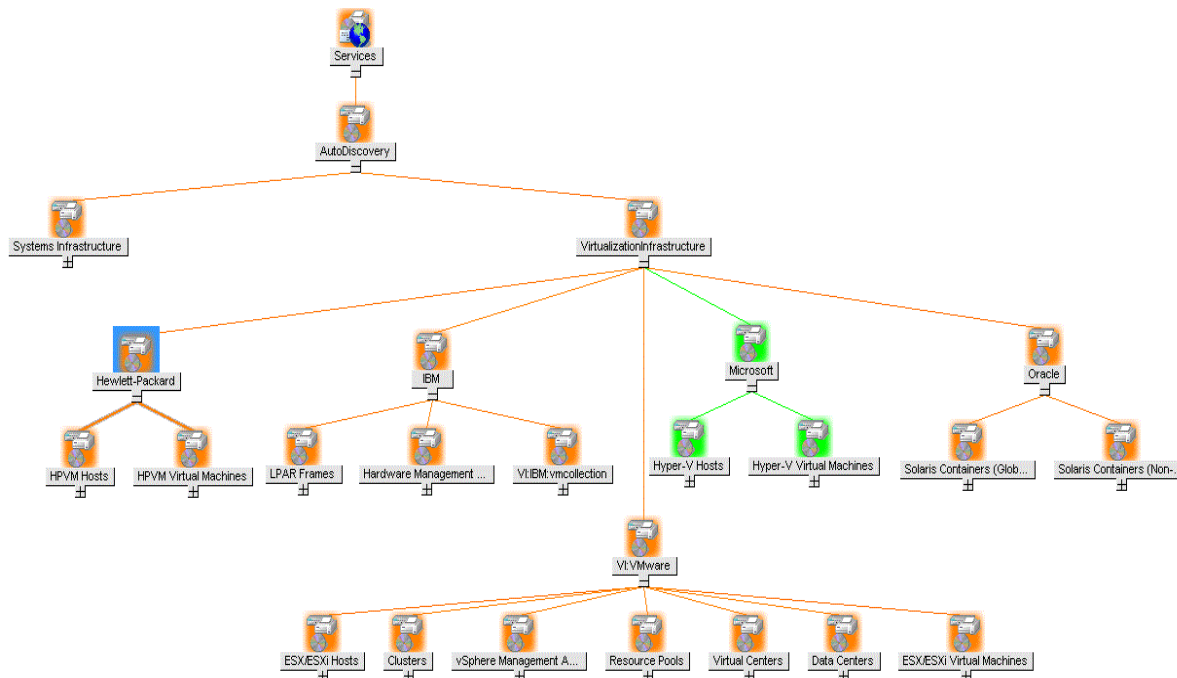 Services
AutoDiscovery
Systems Infrastructure
VirtualizationInfrastructure
Hewlett-Packard
IBM
Microsoft
Oracle
HPVM Hosts
HPVM Virtual Machines
LPAR Frames
Hardware Management ...
VI:IBM:vmcollection
Hyper-V Hosts
Hyper-V Virtual Machines
Solaris Containers (Glob...
Solaris Containers (Non-...
VI:VMware
ESX/ESXi Hosts
Clusters
vSphere Management A...
Resource Pools
Virtual Centers
Data Centers
ESX/ESXi Virtual Machines